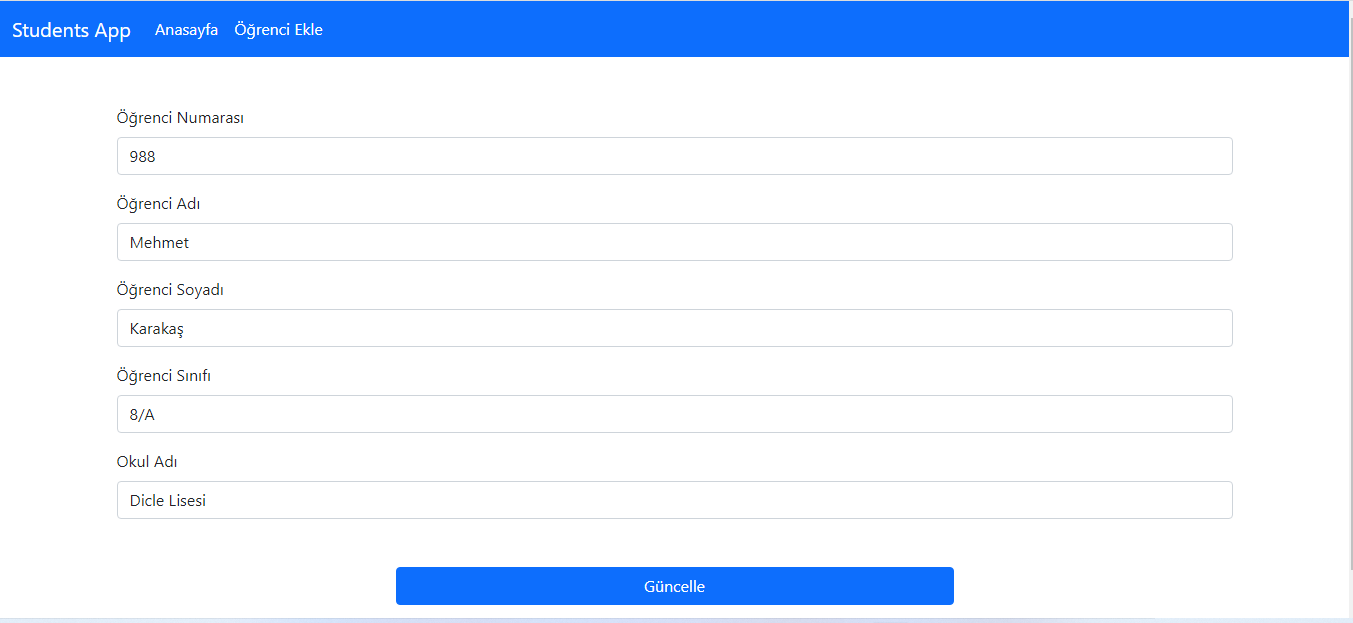 Students App Anasayfa Öğrenci Ekle
Öğrenci Numarası
988
Öğrenci Adı
Mehmet
Öğrenci Soyadı
Karakaş
Öğrenci Sınıfı
8/A
Okul Adı
Dicle Lisesi
Güncelle